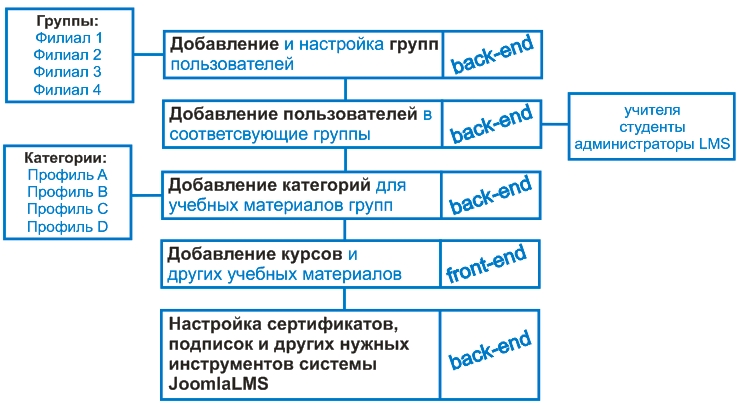 Группы:
Филиал 1
Филиал 2
Филиал 3
Филиал 4
Добавление и настройка групп
пользователей
back-end
Добавление пользователей в
соответсвующие группы
back-end
учителя
студенты
администраторы LMS
Категории:
Профиль A
Профиль B
Профиль C
Профиль D
Добавление категорий для
учебных материалов групп
back-end
Добавление курсов и
других учебных материалов
front-end
Настройка сертификатов,
подписок и других нужных
инструментов системы
JoomlaLMS
back-end